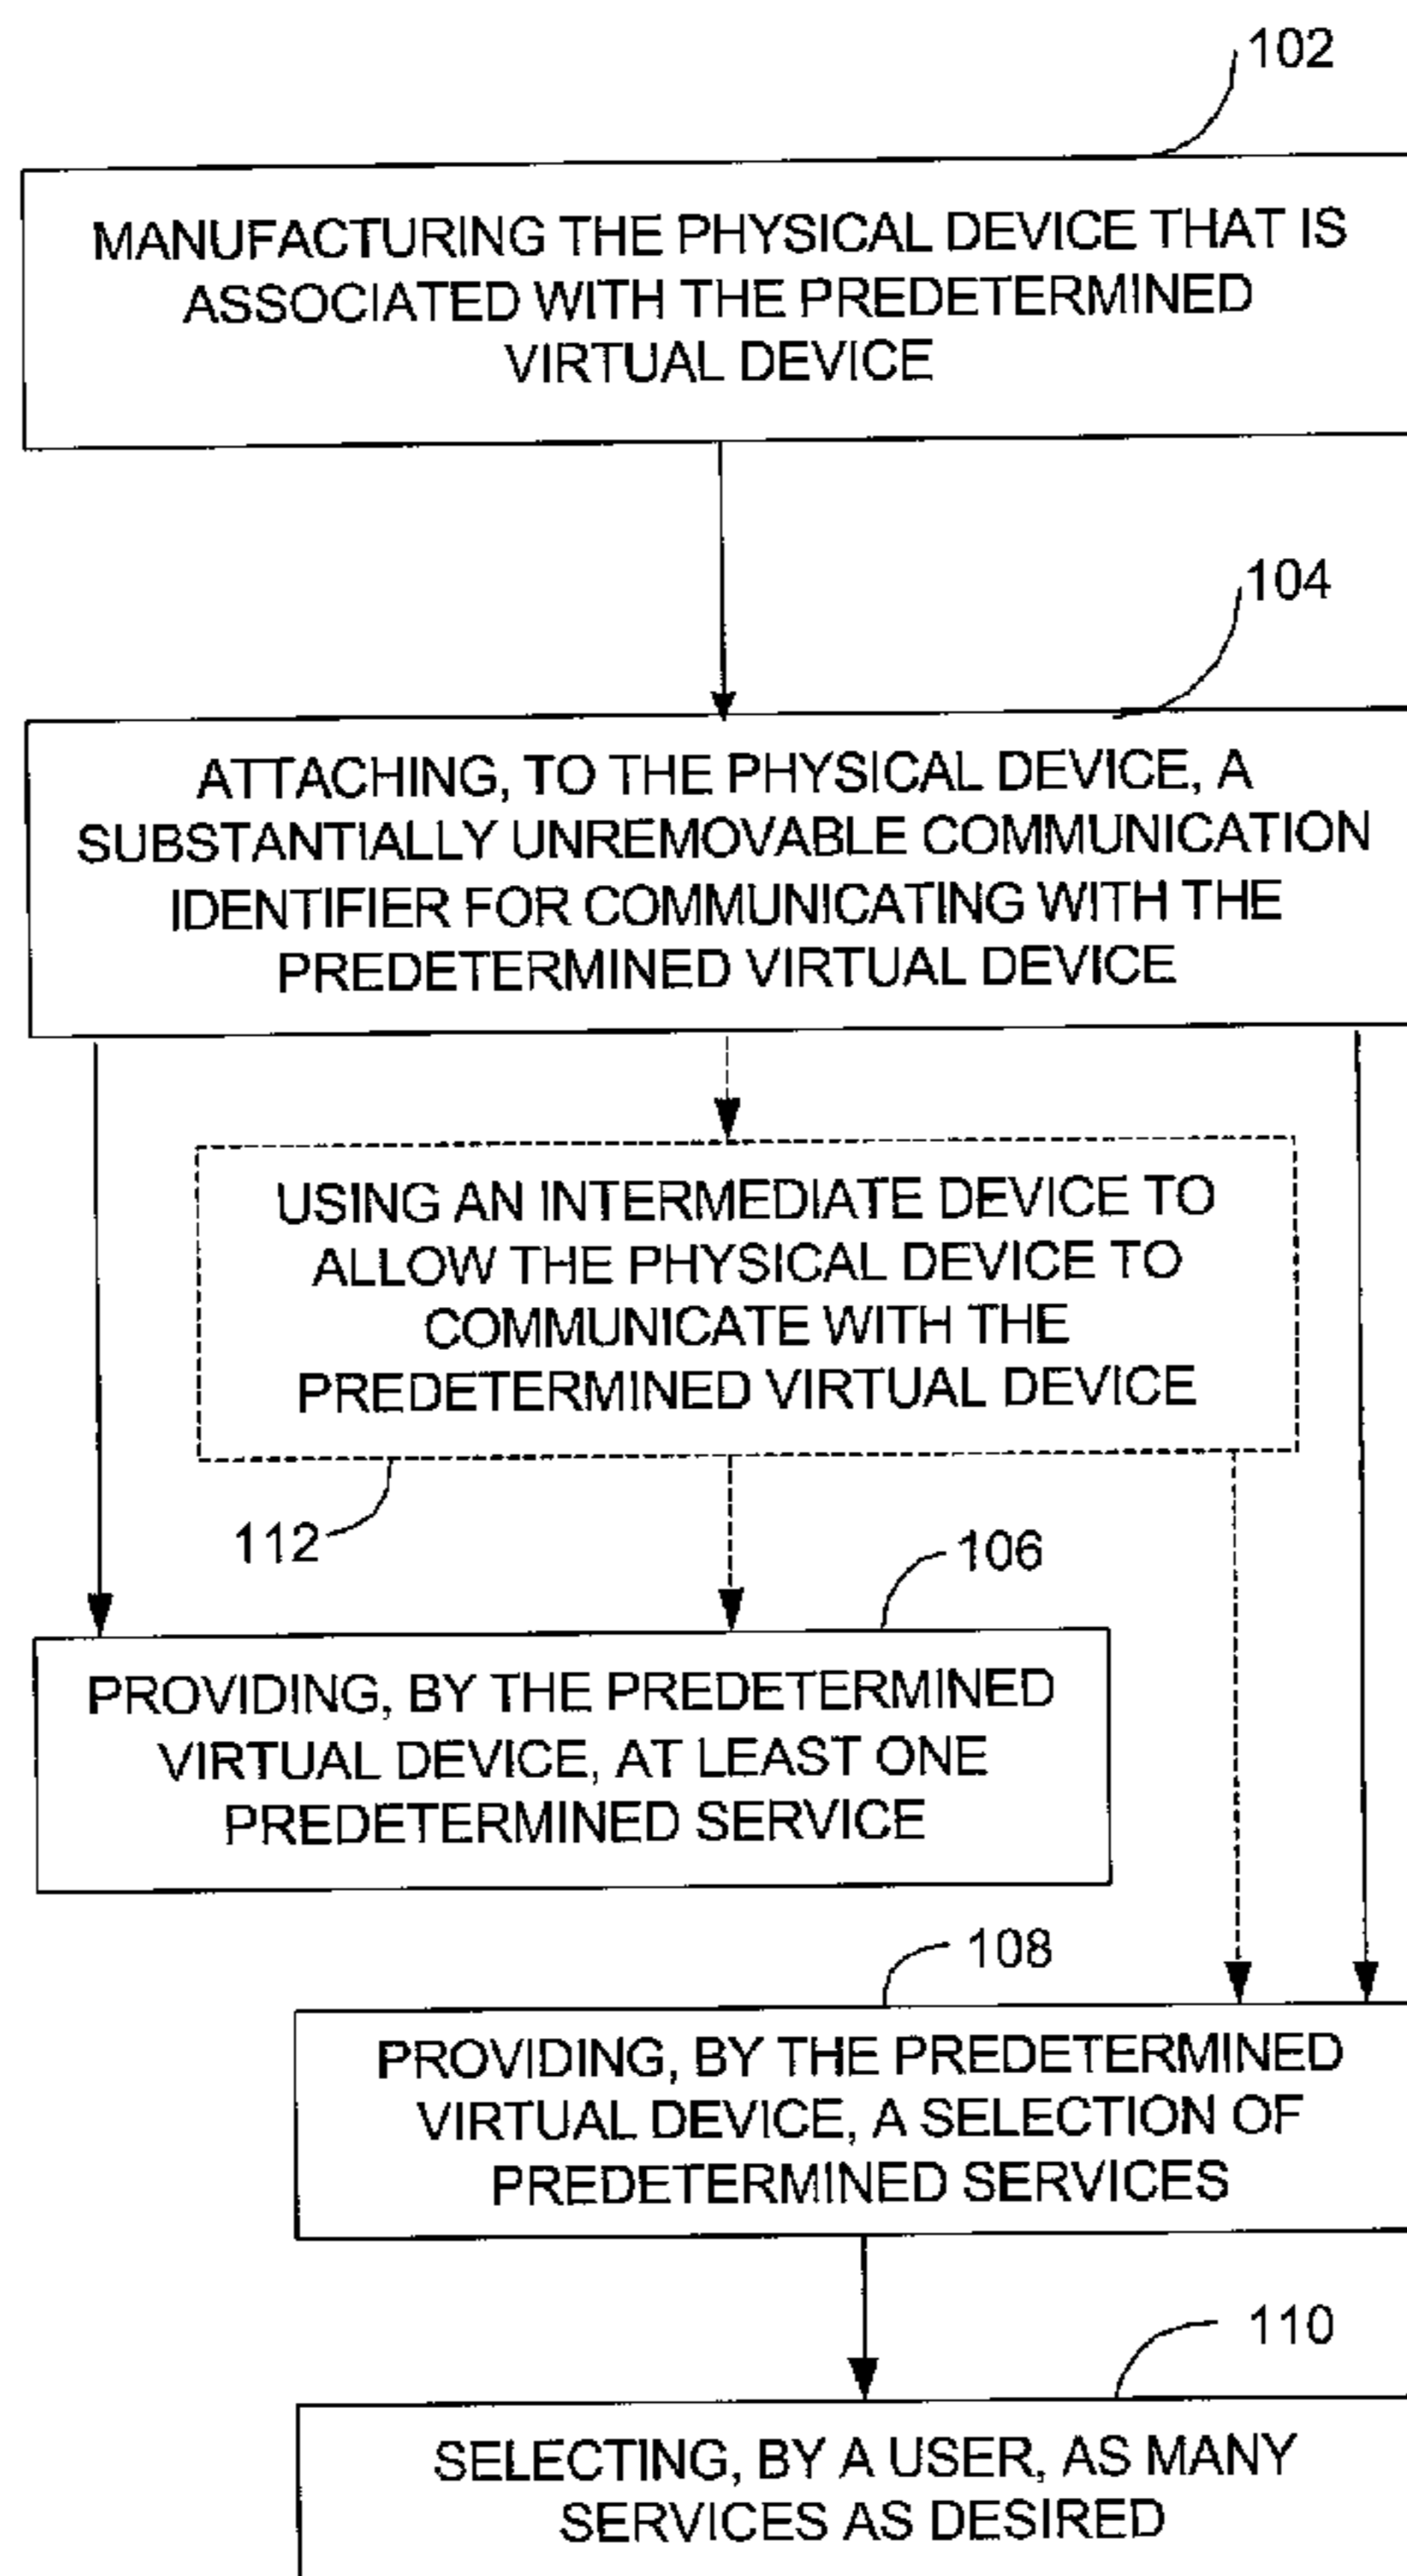 102
MANUFACTURING THE PHYSICAL DEVICE THAT IS
ASSOCIATED WITH THE PREDETERMINED
VIRTUAL DEVICE
104
ATTACHING, TO THE PHYSICAL DEVICE, A
SUBSTANTIALLY UNREMOVABLE COMMUNICATION
IDENTIFIER FOR COMMUNICATING WITH THE
PREDETERMINED VIRTUAL DEVICE
USING AN INTERMEDIATE DEVICE TO
ALLOW THE PHYSICAL DEVICE TO
COMMUNICATE WITH THE
PREDETERMINED VIRTUAL DEVICE
112
106
PROVIDING, BY THE PREDETERMINED
VIRTUAL DEVICE, AT LEAST ONE
PREDETERMINED SERVICE
108
PROVIDING, BY THE PREDETERMINED
VIRTUAL DEVICE, A SELECTION OF
PREDETERMINED SERVICES
110
SELECTING, BY A USER, AS MANY
SERVICES AS DESIRED